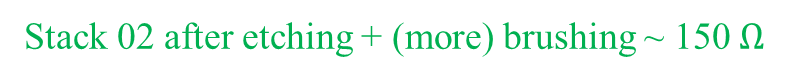 Stack 02 after etching + (more) brushing ~ 150 Ω